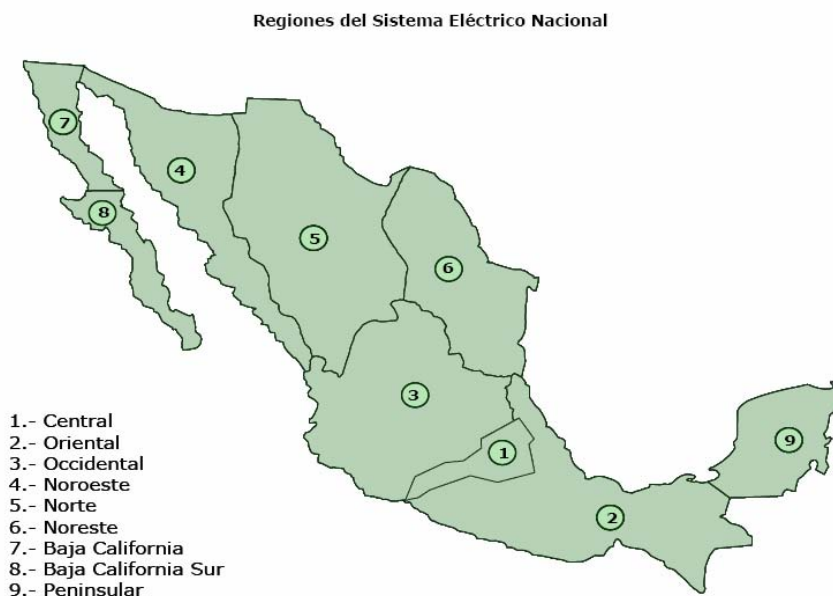 Regiones del Sistema Eléctrico Nacional
7
4
8
5
6
3
1
9
2
1.- Central
2.- Oriental
3.- Occidental
4.- Noroeste
5.- Norte
6.- Noreste
7.- Baja California
8.- Baja California Sur
9.- Peninsular